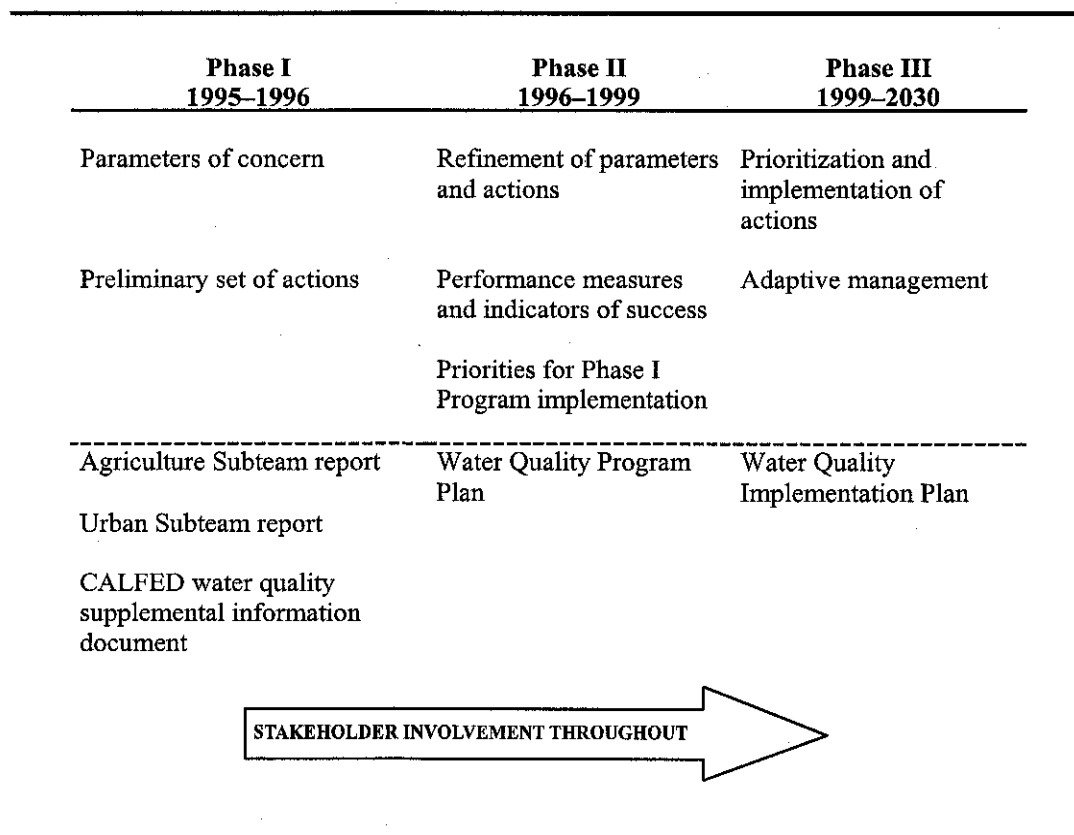 Phase I
1995–1996
Phase II
1996–1999
Phase III
1999–2030
Parameters of concern
Refinement of parameters
and actions
Prioritization and
implementation of
actions
Preliminary set of actions
Performance measures
and indicators of success
Adaptive management
Priorities for Phase I
Program implementation
Agriculture Subteam report
Water Quality Program
Plan
Water Quality
Implementation Plan
Urban Subteam report
CALFED water quality
supplemental information
document
STAKEHOLDER INVOLVEMENT THROUGHOUT